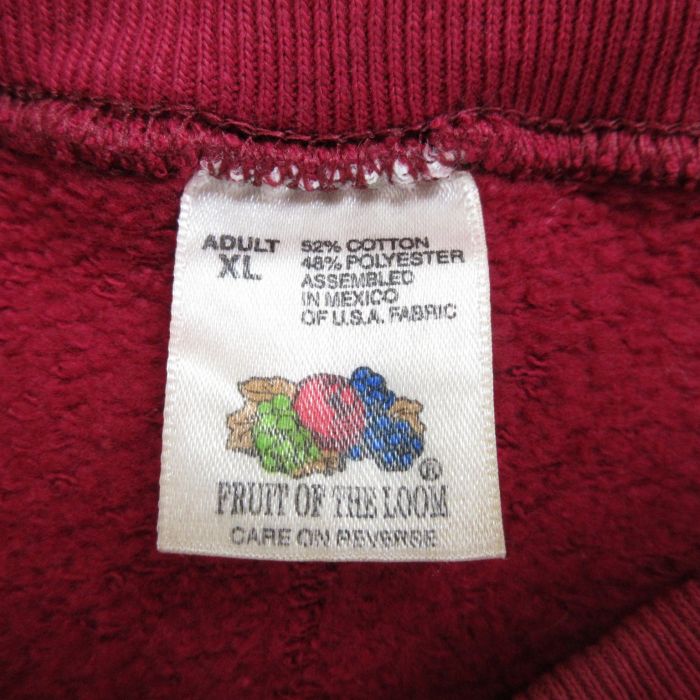 ADULT
XL
52% COTTON
48% POLYESTER
ASSEMBLED
IN MEXICO
OF U.S.A. FABRIC
®
FRUIT OF THE LOOM
CARE ON REVERSE